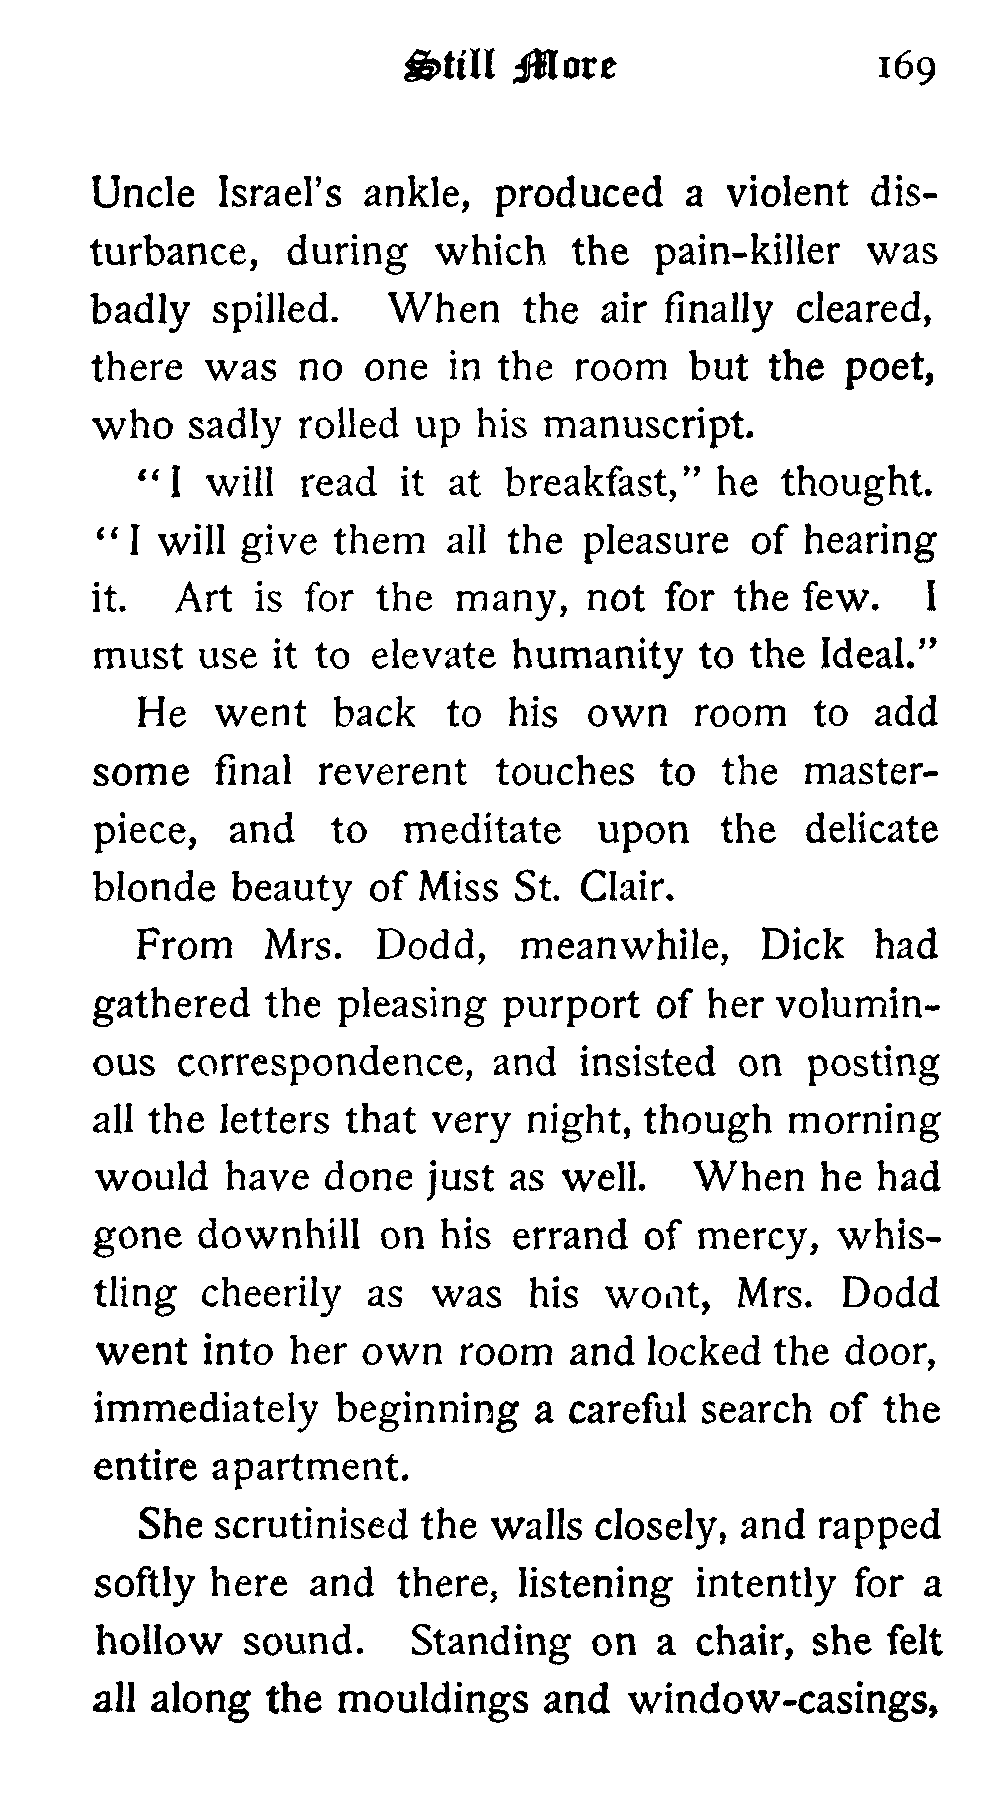 Still More 169
Uncle Israel's ankle, produced a violent dis-
turbance, during which the pain-killer was
badly spilled. When the air finally cleared,
there was no one in the room but the poet,
who sadly rolled up his manuscript.
"I will read it at breakfast," he thought.
"I will give them all the pleasure of hearing
it. Art is for the many, not for the few. I
must use it to elevate humanity to the Ideal."
He went back to his own room to add
some final reverent touches to the master-
piece, and to meditate upon the delicate
blonde beauty of Miss St. Clair.
From Mrs. Dodd, meanwhile, Dick had
gathered the pleasing purport of her volumin-
ous correspondence, and insisted on posting
all the letters that very night, though morning
would have done just as well. When he had
gone downhill on his errand of mercy, whis-
tling cheerily as was his wont, Mrs. Dodd
went into her own room and locked the door,
immediately beginning a careful search of the
entire apartment.
She scrutinised the walls closely, and rapped
softly here and there, listening intently for a
hollow sound. Standing on a chair, she felt
all along the mouldings and window-casings,